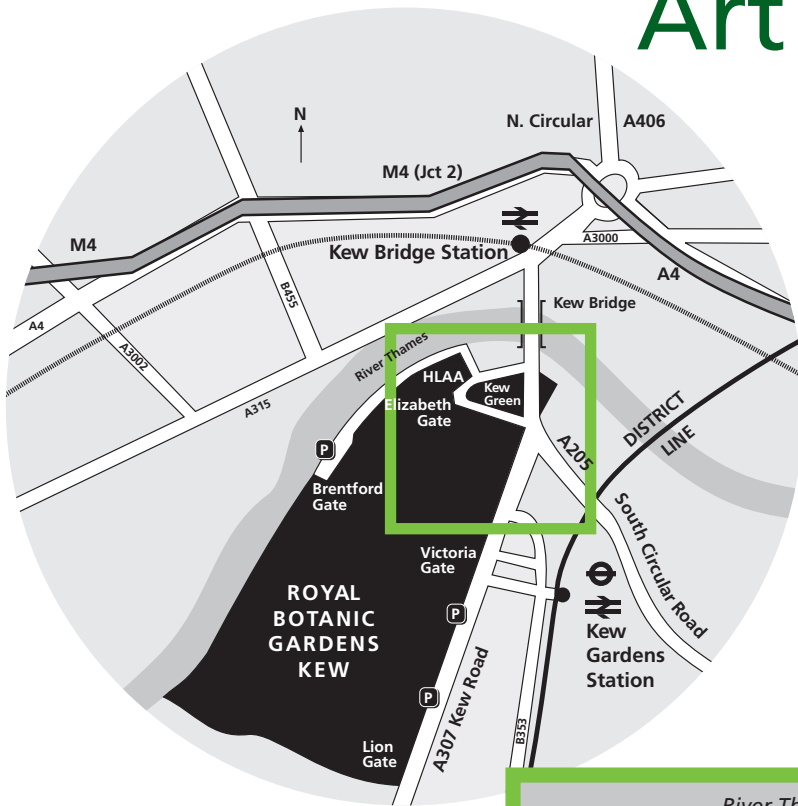 Art
N
N. Circular
A406
M4 (Jct 2)
M4
Kew Bridge Station
A3000
A4
B455
Kew Bridge
A4
A3002
River Thames
A315
HLAA
Kew
Green
Elizabeth
Gate
DISTRICT
LINE
A205
P
Brentford
Gate
South Circular Road
Victoria
Gate
ROYAL
BOTANIC
GARDENS
KEW
P
Kew
Gardens
Station
P
A307 Kew Road
B353
Lion
Gate